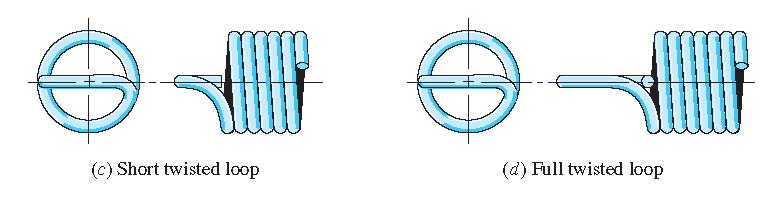 (c) Short twisted loop
(d) Full twisted loop